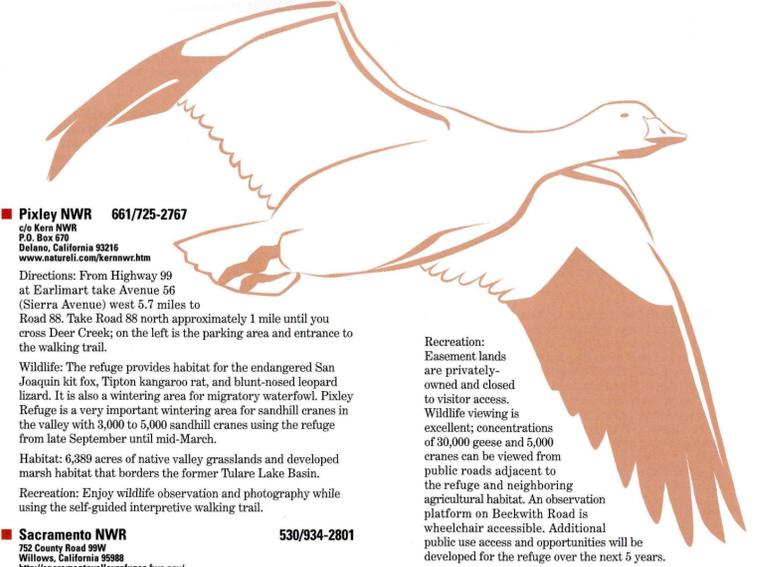 Pixley NWR 661/725-2767
c/o Kern NWR
P.O. Box 670
Delano, California 93216
www.natureli.com/kernnwr.htm
Directions: From Highway 99
at Earlimart take Avenue 56
(Sierra Avenue) west 5.7 miles to
Road 88. Take Road 88 north approximately 1 mile until you
cross Deer Creek; on the left is the parking area and entrance to
the walking trail.
Wildlife: The refuge provides habitat for the endangered San
Joaquin kit fox, Tipton kangaroo rat, and blunt-nosed leopard
lizard. It is also a wintering area for migratory waterfowl. Pixley
Refuge is a very important wintering area for sandhill cranes in
the valley with 3,000 to 5,000 sandhill cranes using the refuge
from late September until mid-March.
Habitat: 6,389 acres of native valley grasslands and developed
marsh habitat that borders the former Tulare Lake Basin.
Recreation: Enjoy wildlife observation and photography while
using the self-guided interpretive walking trail.
Sacramento NWR 530/934-2801
752 County Road 99W
Willows, California 95988
Recreation:
Easement lands
are privately-
owned and closed
to visitor access.
Wildlife viewing is
excellent; concentrations
of 30,000 geese and 5,000
cranes can be viewed from
public roads adjacent to
the refuge and neighboring
agricultural habitat. An observation
platform on Beckwith Road is
wheelchair accessible. Additional
public use access and opportunities will be
developed for the refuge over the next 5 years.